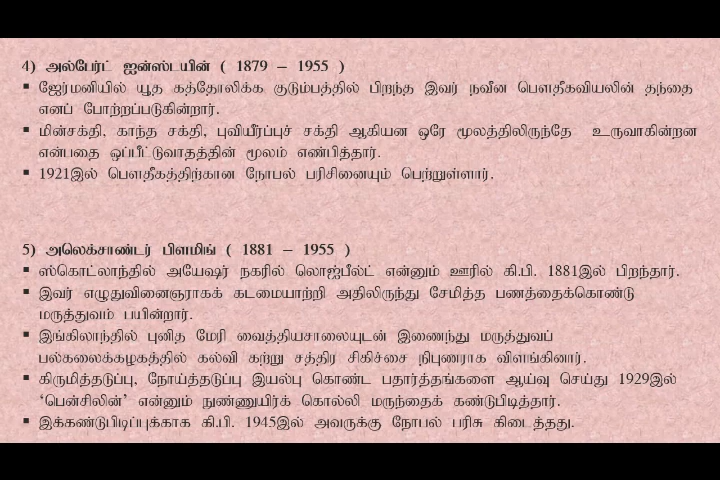 4) அல்பேர்ட் ஐன்ஸ்டயின் ( 1879 – 1955 )
▪ ஜேர்மனியில் யூத கத்தோலிக்க குடும்பத்தில் பிறந்த இவர் நவீன பௌதீகவியலின் தந்தை
எனப் போற்றப்படுகின்றார்.
▪ மின்சக்தி, காந்த சக்தி, புவியீர்ப்புச் சக்தி ஆகியன ஒரே மூலத்திலிருந்தே உருவாகின்றன
என்பதை ஒப்பீட்டுவாதத்தின் மூலம் எண்பித்தார்.
▪ 1921இல் பௌதீகத்திற்கான நோபல் பரிசினையும் பெற்றுள்ளார்.
5) அலெக்சாண்டர் பிளமிங் ( 1881 – 1955 )
▪ ஸ்கொட்லாந்தில் அயேஷர் நகரில் லொஜ்பீல்ட் என்னும் ஊரில் கி.பி. 1881இல் பிறந்தார்.
▪ இவர் எழுதுவினைஞராகக் கடமையாற்றி அதிலிருந்து சேமித்த பணத்தைக்கொண்டு
மருத்துவம் பயின்றார்.
▪ இங்கிலாந்தில் புனித மேரி வைத்தியசாலையுடன் இணைந்து மருத்துவப்
பல்கலைக்கழகத்தில் கல்வி கற்று சத்திர சிகிச்சை நிபுணராக விளங்கினார்.
▪ கிருமித்தடுப்பு, நோய்த்தடுப்பு இயல்பு கொண்ட பதார்த்தங்களை ஆய்வு செய்து 1929இல்
‘பென்சிலின்’ என்னும் நுண்ணுயிர்க் கொல்லி மருந்தைக் கண்டுபிடித்தார்.
▪ இக்கண்டுபிடிப்புக்காக கி.பி. 1945இல் அவருக்கு நோபல் பரிசு கிடைத்தது.